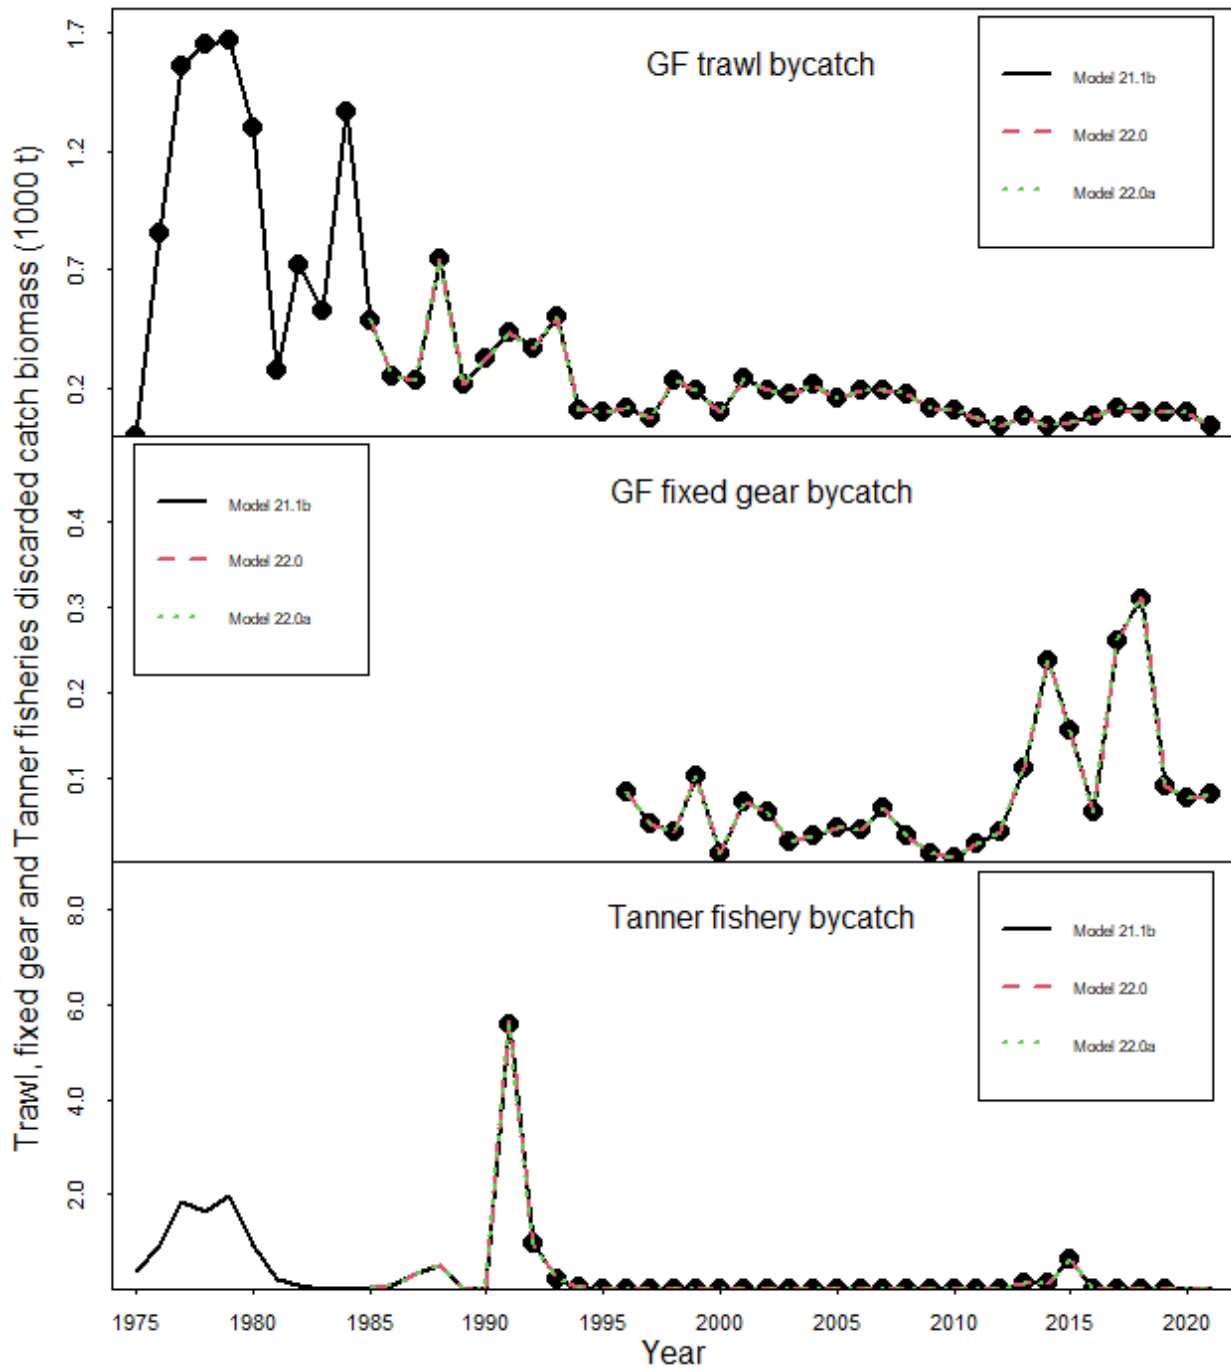 Trawl, fixed gear and Tanner fisheries discarded catch biomass (1000 t)
1.7
1.2
0.7
0.2
GF trawl bycatch
Model 21.1b
Model 22.0
Model 22.0a
0.4
0.3
0.2
0.1
GF fixed gear bycatch
Model 21.1b
Model 22.0
Model 22.0a
8.0
6.0
4.0
2.0
Tanner fishery bycatch
Model 21.1b
Model 22.0
Model 22.0a
1975 1980 1985 1990 1995 2000 2005 2010 2015 2020
Year